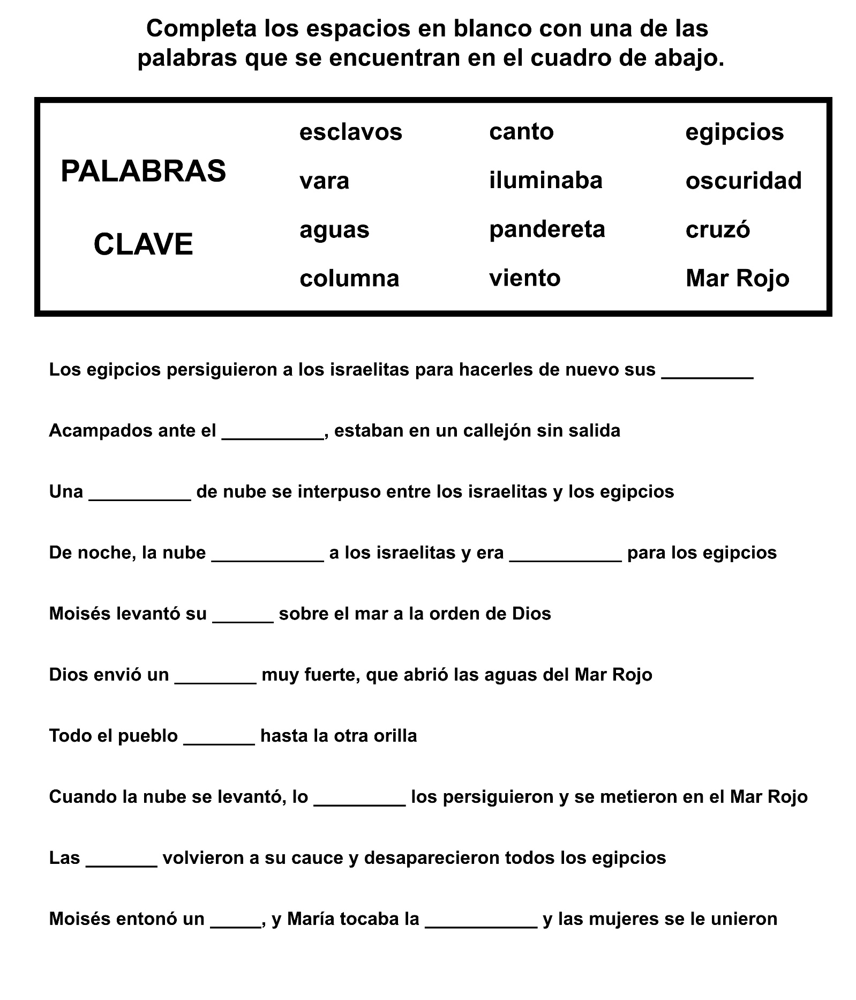 Completa los espacios en blanco con una de las
palabras que se encuentran en el cuadro de abajo.
PALABRAS
CLAVE
esclavos canto egipcios
vara iluminaba oscuridad
aguas pandereta cruzó
columna viento Mar Rojo
Los egipcios persiguieron a los israelitas para hacerles de nuevo sus _________
Acampados ante el __________, estaban en un callejón sin salida
Una __________ de nube se interpuso entre los israelitas y los egipcios
De noche, la nube ___________ a los israelitas y era ___________ para los egipcios
Moisés levantó su ______ sobre el mar a la orden de Dios
Dios envió un ________ muy fuerte, que abrió las aguas del Mar Rojo
Todo el pueblo _______ hasta la otra orilla
Cuando la nube se levantó, lo _________ los persiguieron y se metieron en el Mar Rojo
Las _______ volvieron a su cauce y desaparecieron todos los egipcios
Moisés entonó un _____, y María tocaba la ___________ y las mujeres se le unieron